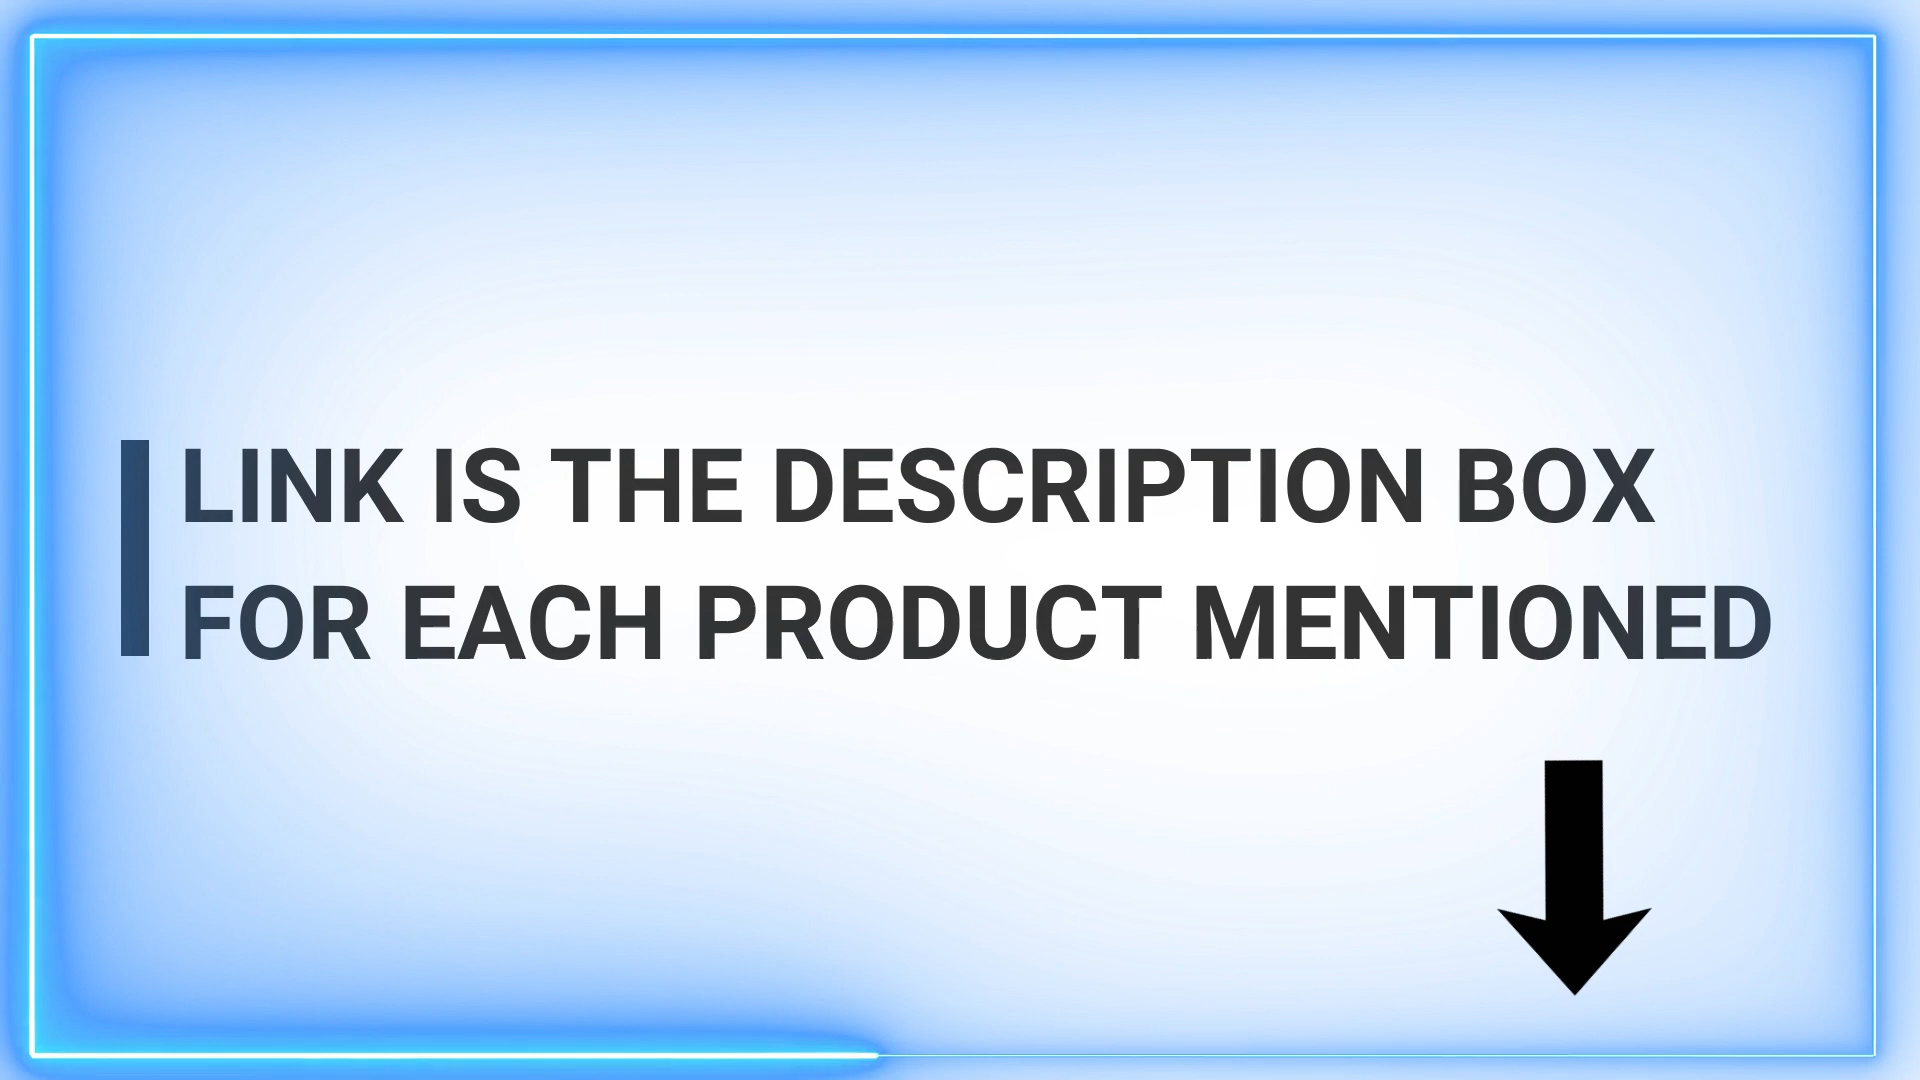 LINK IS THE DESCRIPTION BOX
FOR EACH PRODUCT MENTIONED